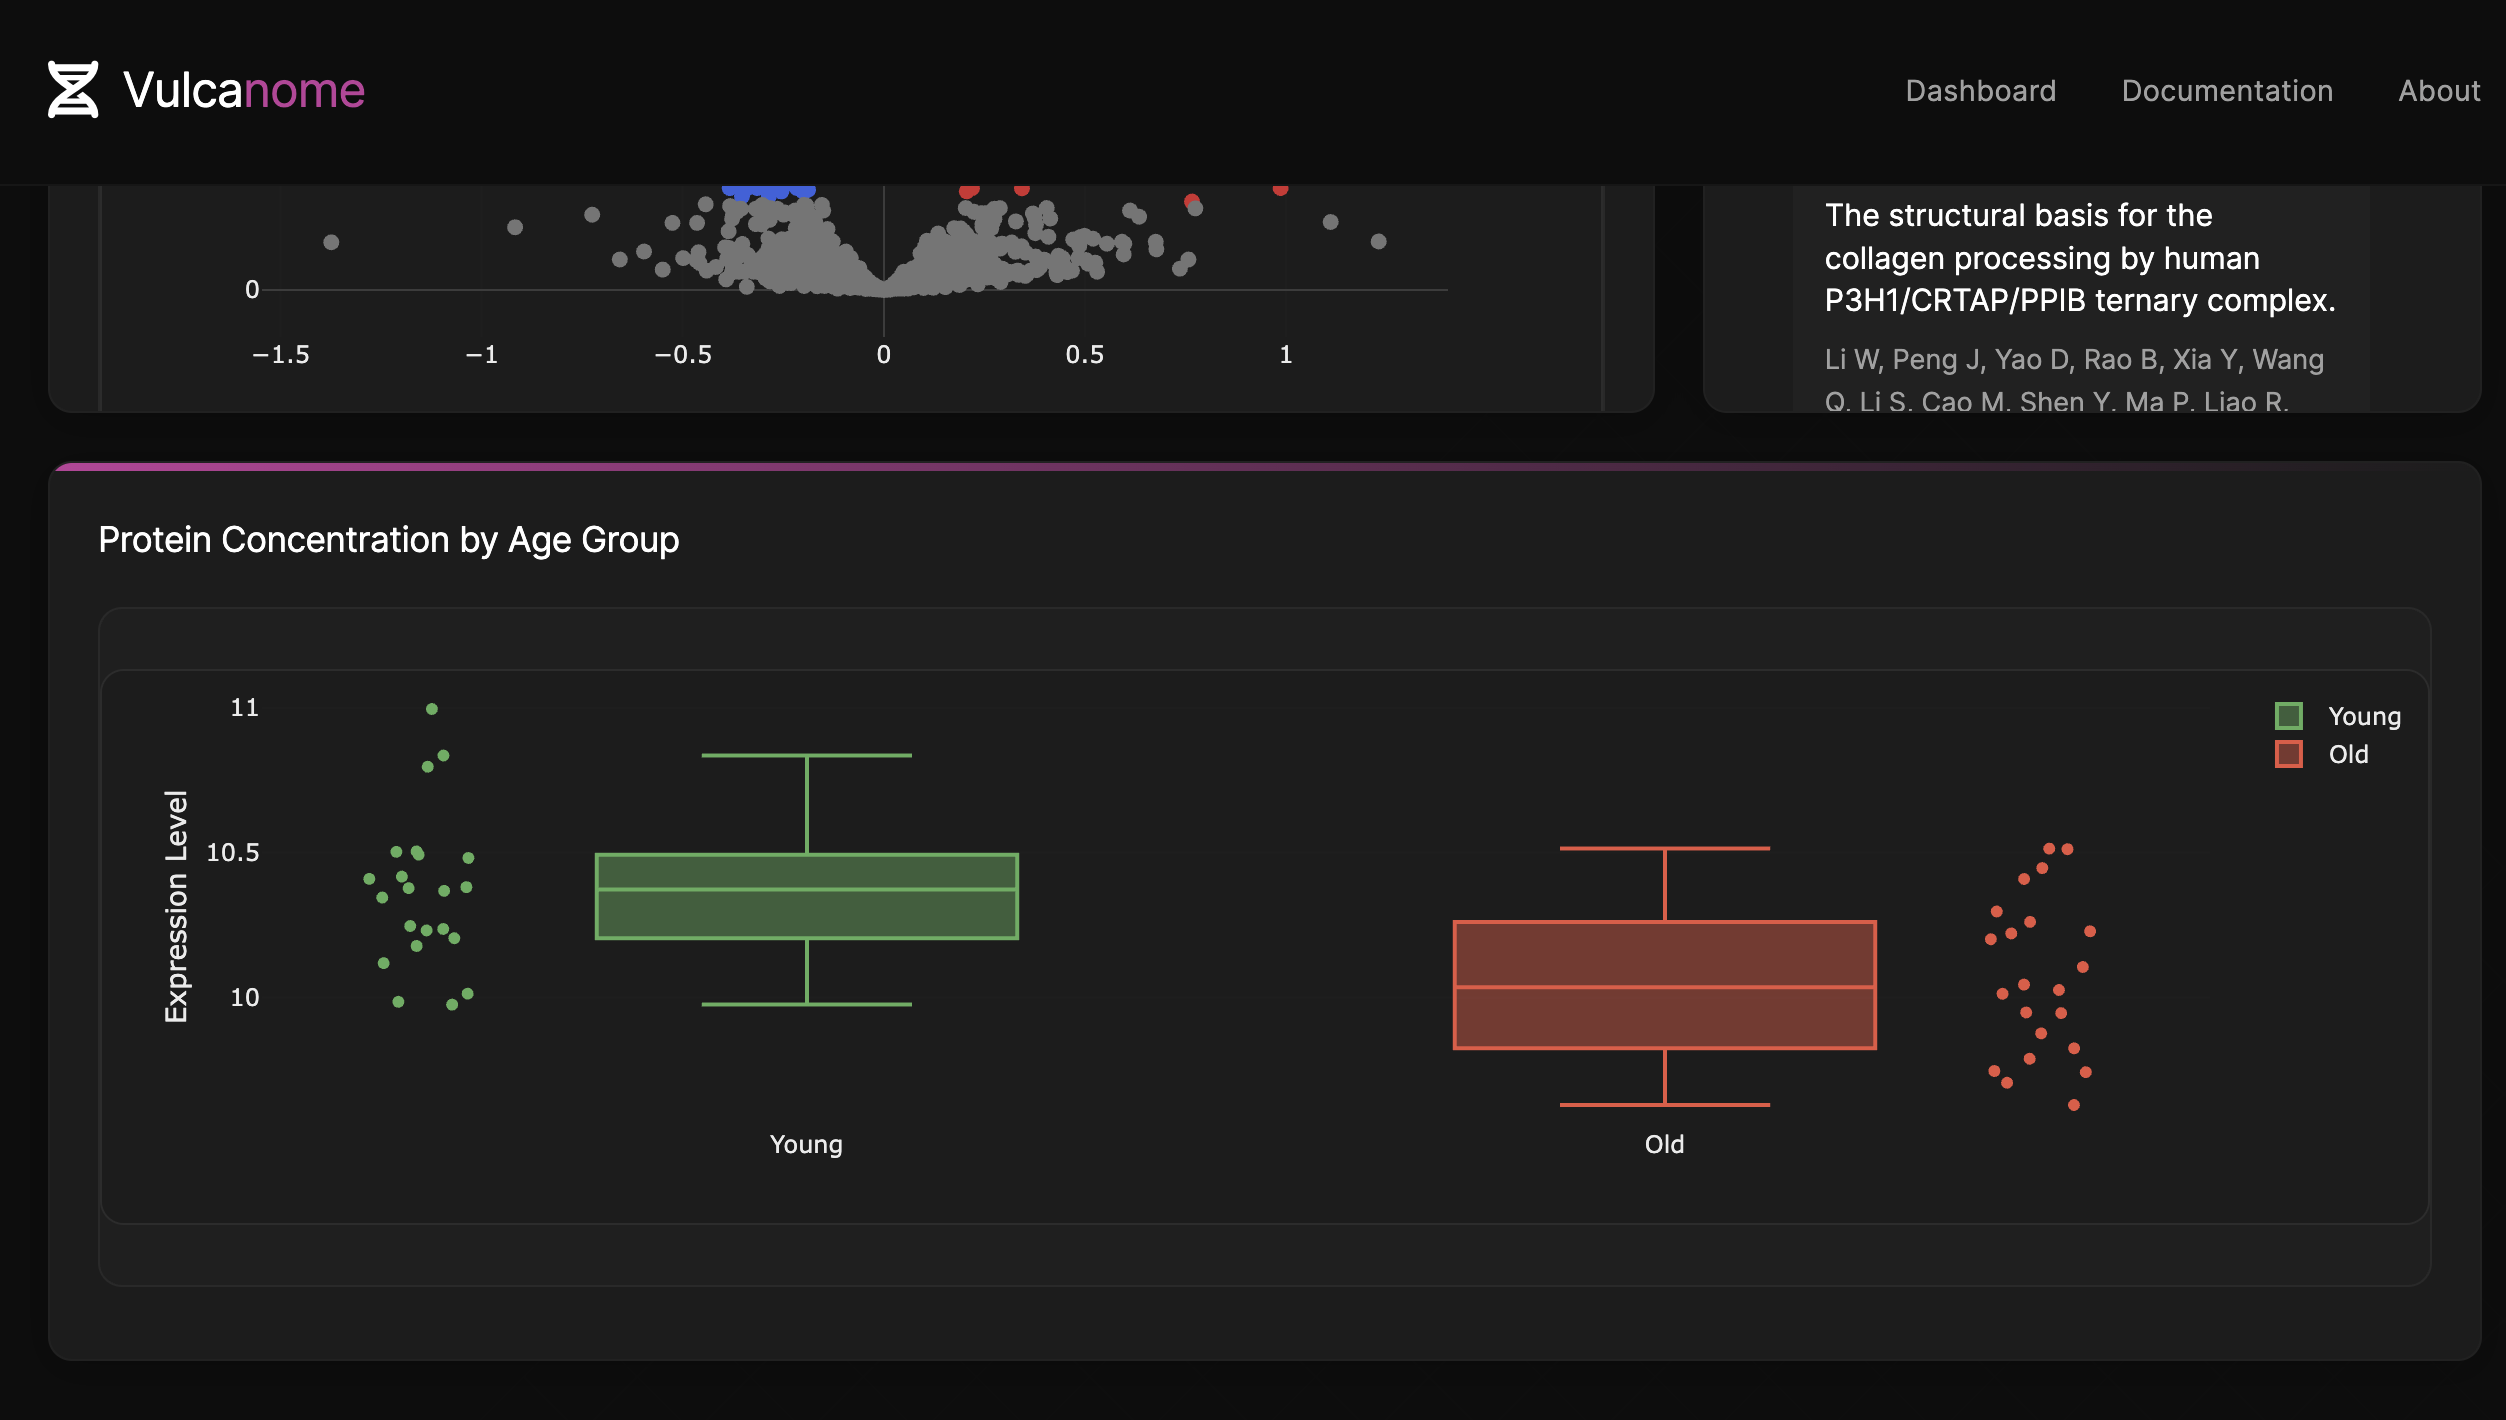 Vulcanome
Dashboard Documentation About
0
−1.5 −1 −0.5 0 0.5 1
The structural basis for the
collagen processing by human
P3H1/CRTAP/PPIB ternary complex.
Li W, Peng J, Yao D, Rao B, Xia Y, Wang
Q, Li S, Cao M, Shen Y, Ma P, Liao R,
Protein Concentration by Age Group
11
10.5
10
Expression Level
Young
Old
Young
Old